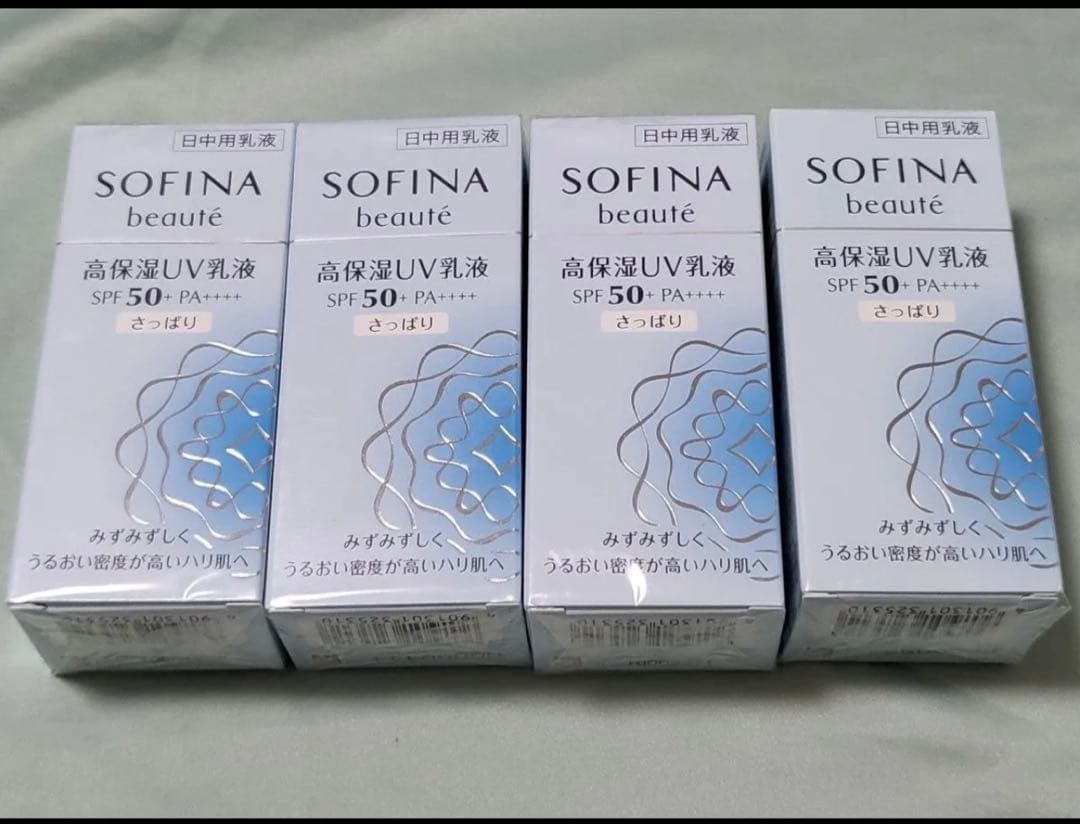 日中用乳液
SOFINA
beauté
高保湿UV乳液
SPF50+ PA++++
さっぱり
みずみずしく
うるおい密度が高いハリ肌へ
日中用乳液
SOFINA
beauté
高保湿UV乳液
SPF50+ PA++++
さっぱり
みずみずしく
うるおい密度が高いハリ肌へ
日中用乳液
SOFINA
beauté
高保湿UV乳液
SPF50+ PA++++
さっぱり
みずみずしく
うるおい密度が高いハリ肌へ
日中用乳液
SOFINA
beauté
高保湿UV乳液
SPF50+ PA++++
さっぱり
みずみずしく
うるおい密度が高いハリ肌へ
4901301325310